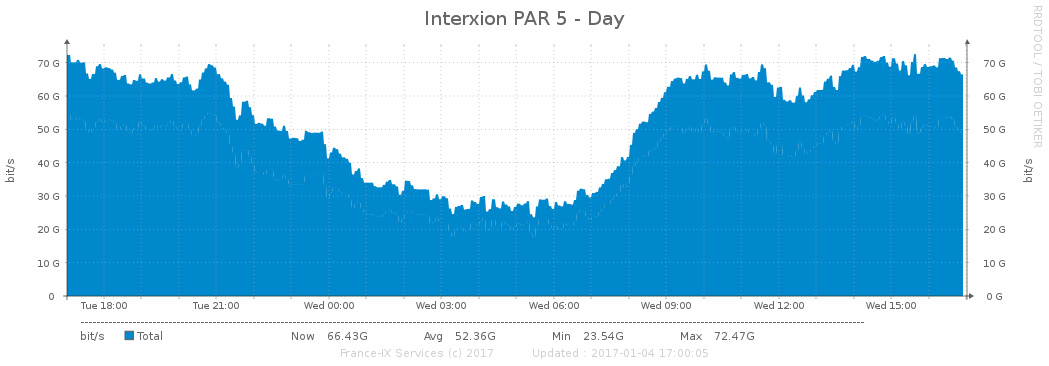 Interxion PAR 5 - Day
RRDTOOL / TOBI OETIKER
bit/s
bit/s
70 G 70 G
60 G 60 G
50 G 50 G
40 G 40 G
30 G 30 G
20 G 20 G
10 G 10 G
0 0 G
Tue 18:00 Tue 21:00 Wed 00:00 Wed 03:00 Wed 06:00 Wed 09:00 Wed 12:00 Wed 15:00
bit/s Total Now 66.43G Avg 52.36G Min 23.54G Max 72.47G
France-IX Services (c) 2017 Updated : 2017-01-04 17:00:05